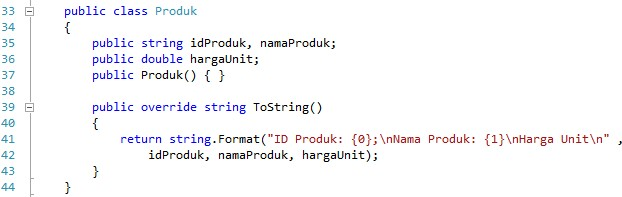 33 public class Produk
34 {
35 public string idProduk, namaProduk;
36 public double hargaUnit;
37 public Produk() { }
38
39 public override string ToString()
40 {
41 return string.Format("ID Produk: {0};\nNama Produk: {1}\nHarga Unit\n" ,
42 idProduk, namaProduk, hargaUnit);
43 }
44 }